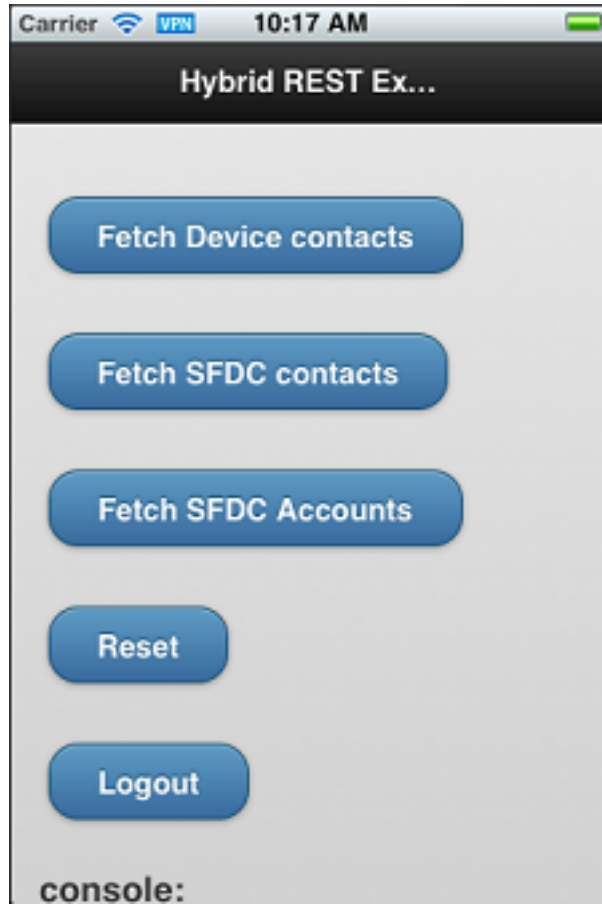 Carrier VPN 10:17 AM
Hybrid REST Ex...
Fetch Device contacts
Fetch SFDC contacts
Fetch SFDC Accounts
Reset
Logout
console: